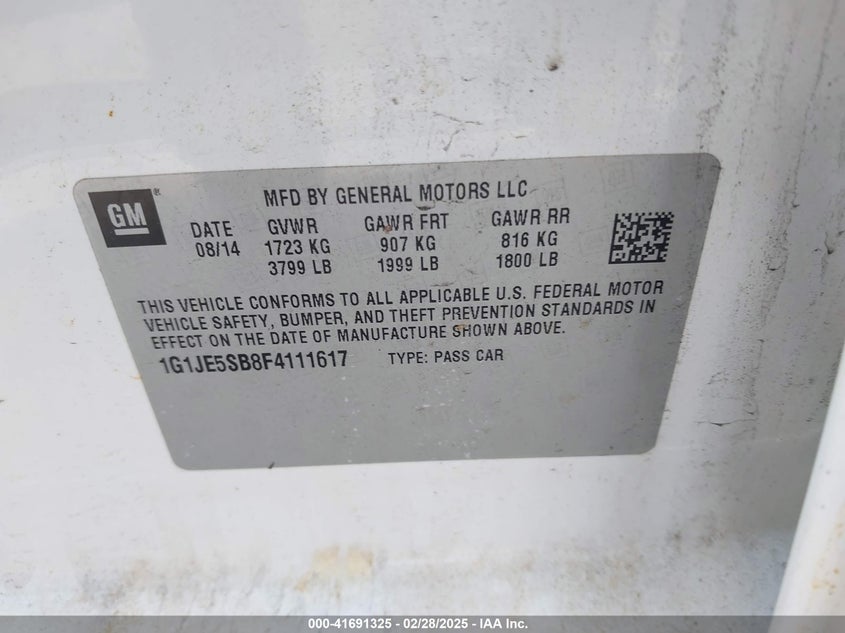 MFD BY GENERAL MOTORS LLC
GM®
DATE GVWR GAWR FRT GAWR RR
08/14 1723 KG 907 KG 816 KG
3799 LB 1999 LB 1800 LB
THIS VEHICLE CONFORMS TO ALL APPLICABLE U.S. FEDERAL MOTOR
VEHICLE SAFETY, BUMPER, AND THEFT PREVENTION STANDARDS IN
EFFECT ON THE DATE OF MANUFACTURE SHOWN ABOVE.
1G1JE5SB8F4111617 TYPE: PASS CAR
000-41691325 - 02/28/2025 - IAA Inc.